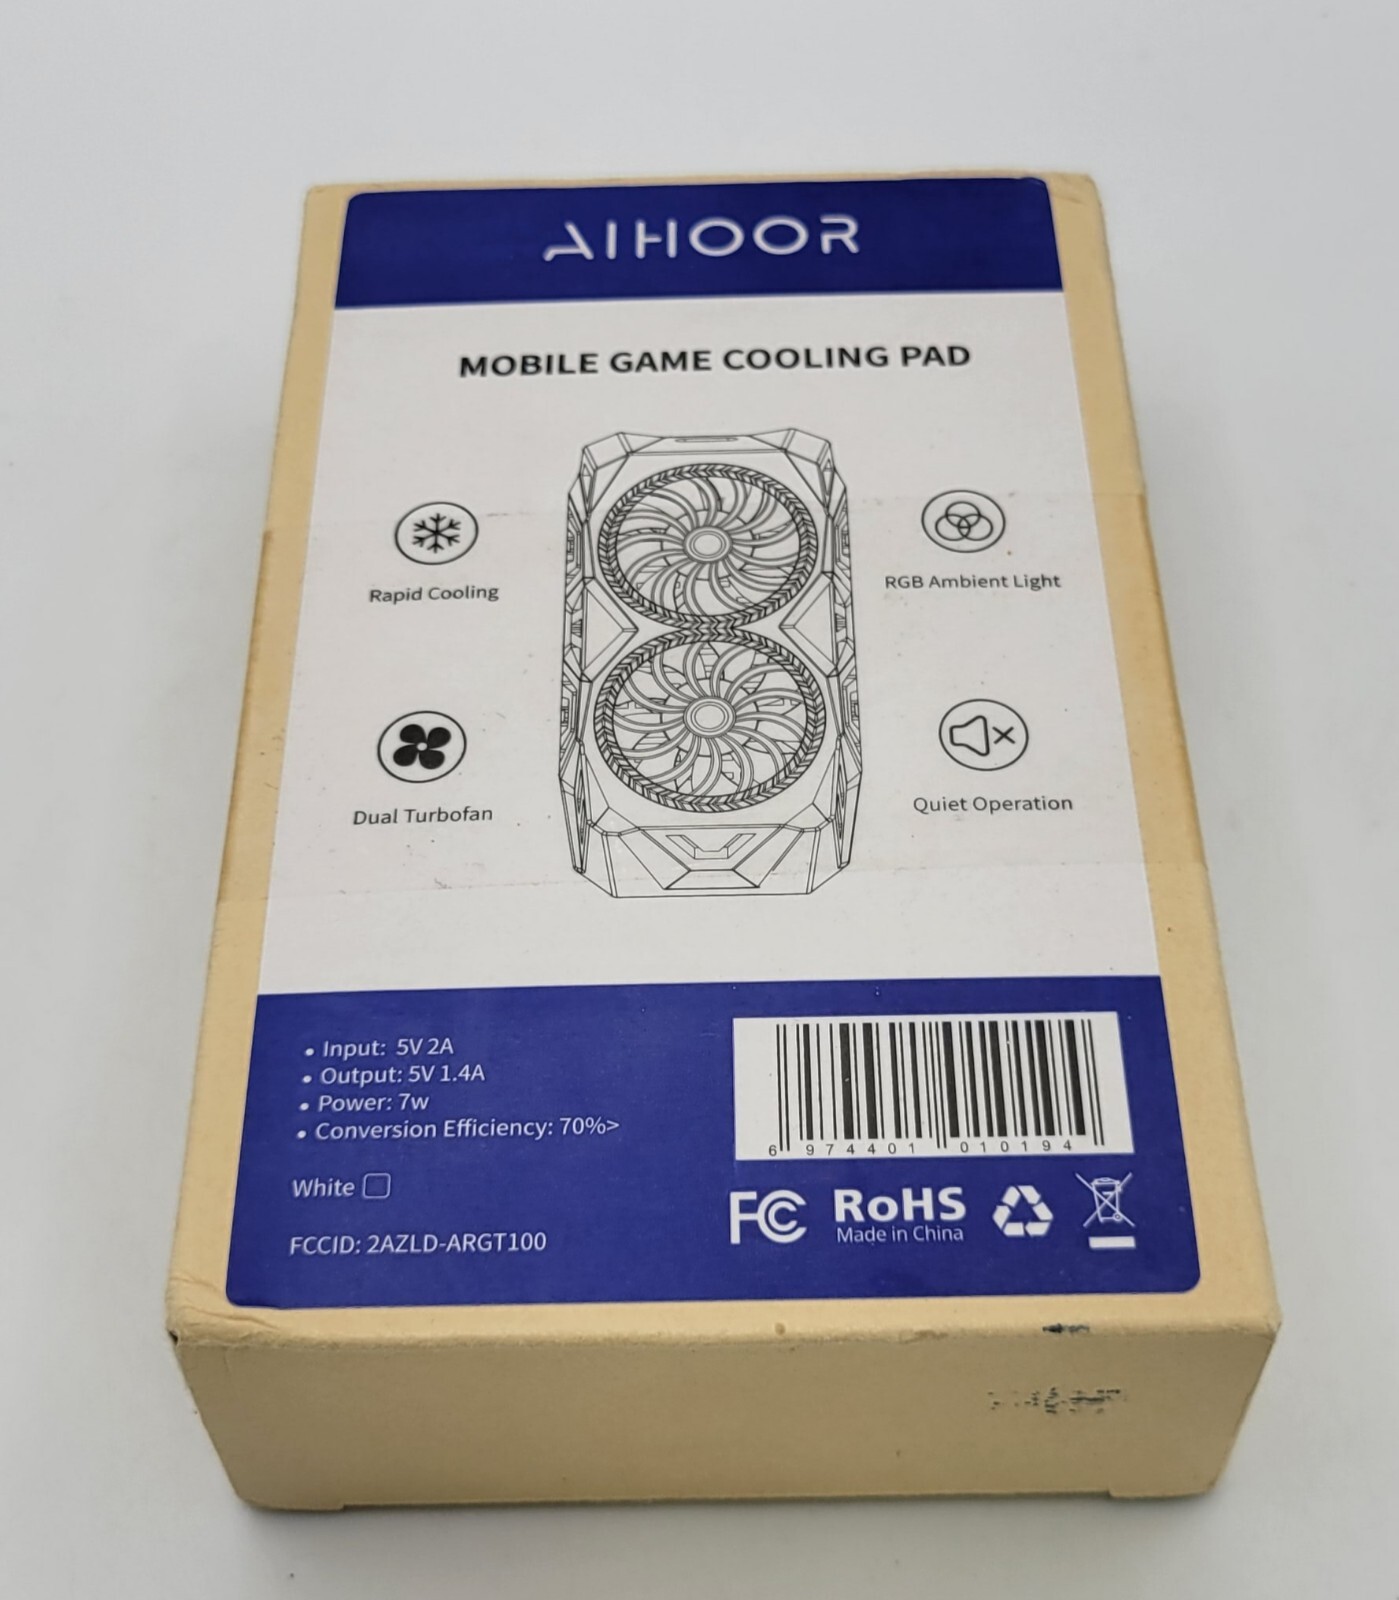 AIHOOR
MOBILE GAME COOLING PAD
Rapid Cooling
RGB Ambient Light
Dual Turbofan
Quiet Operation
• Input: 5V 2A
• Output: 5V 1.4A
• Power: 7w
• Conversion Efficiency: 70%>
White
FCCID: 2AZLD-ARGT100
6 974401 010194
FC
RoHS
Made in China